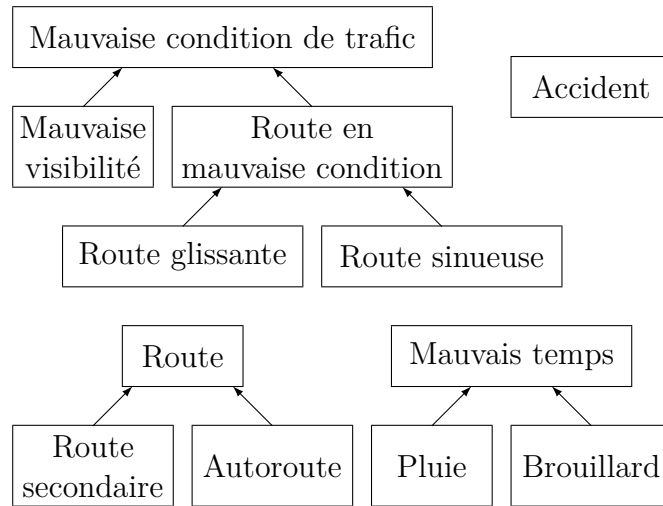 Mauvaise condition de trafic
Accident
Mauvaise
visibilité
Route en
mauvaise condition
Route glissante
Route sinueuse
Route
Mauvais temps
Route
secondaire
Autoroute
Pluie
Brouillard